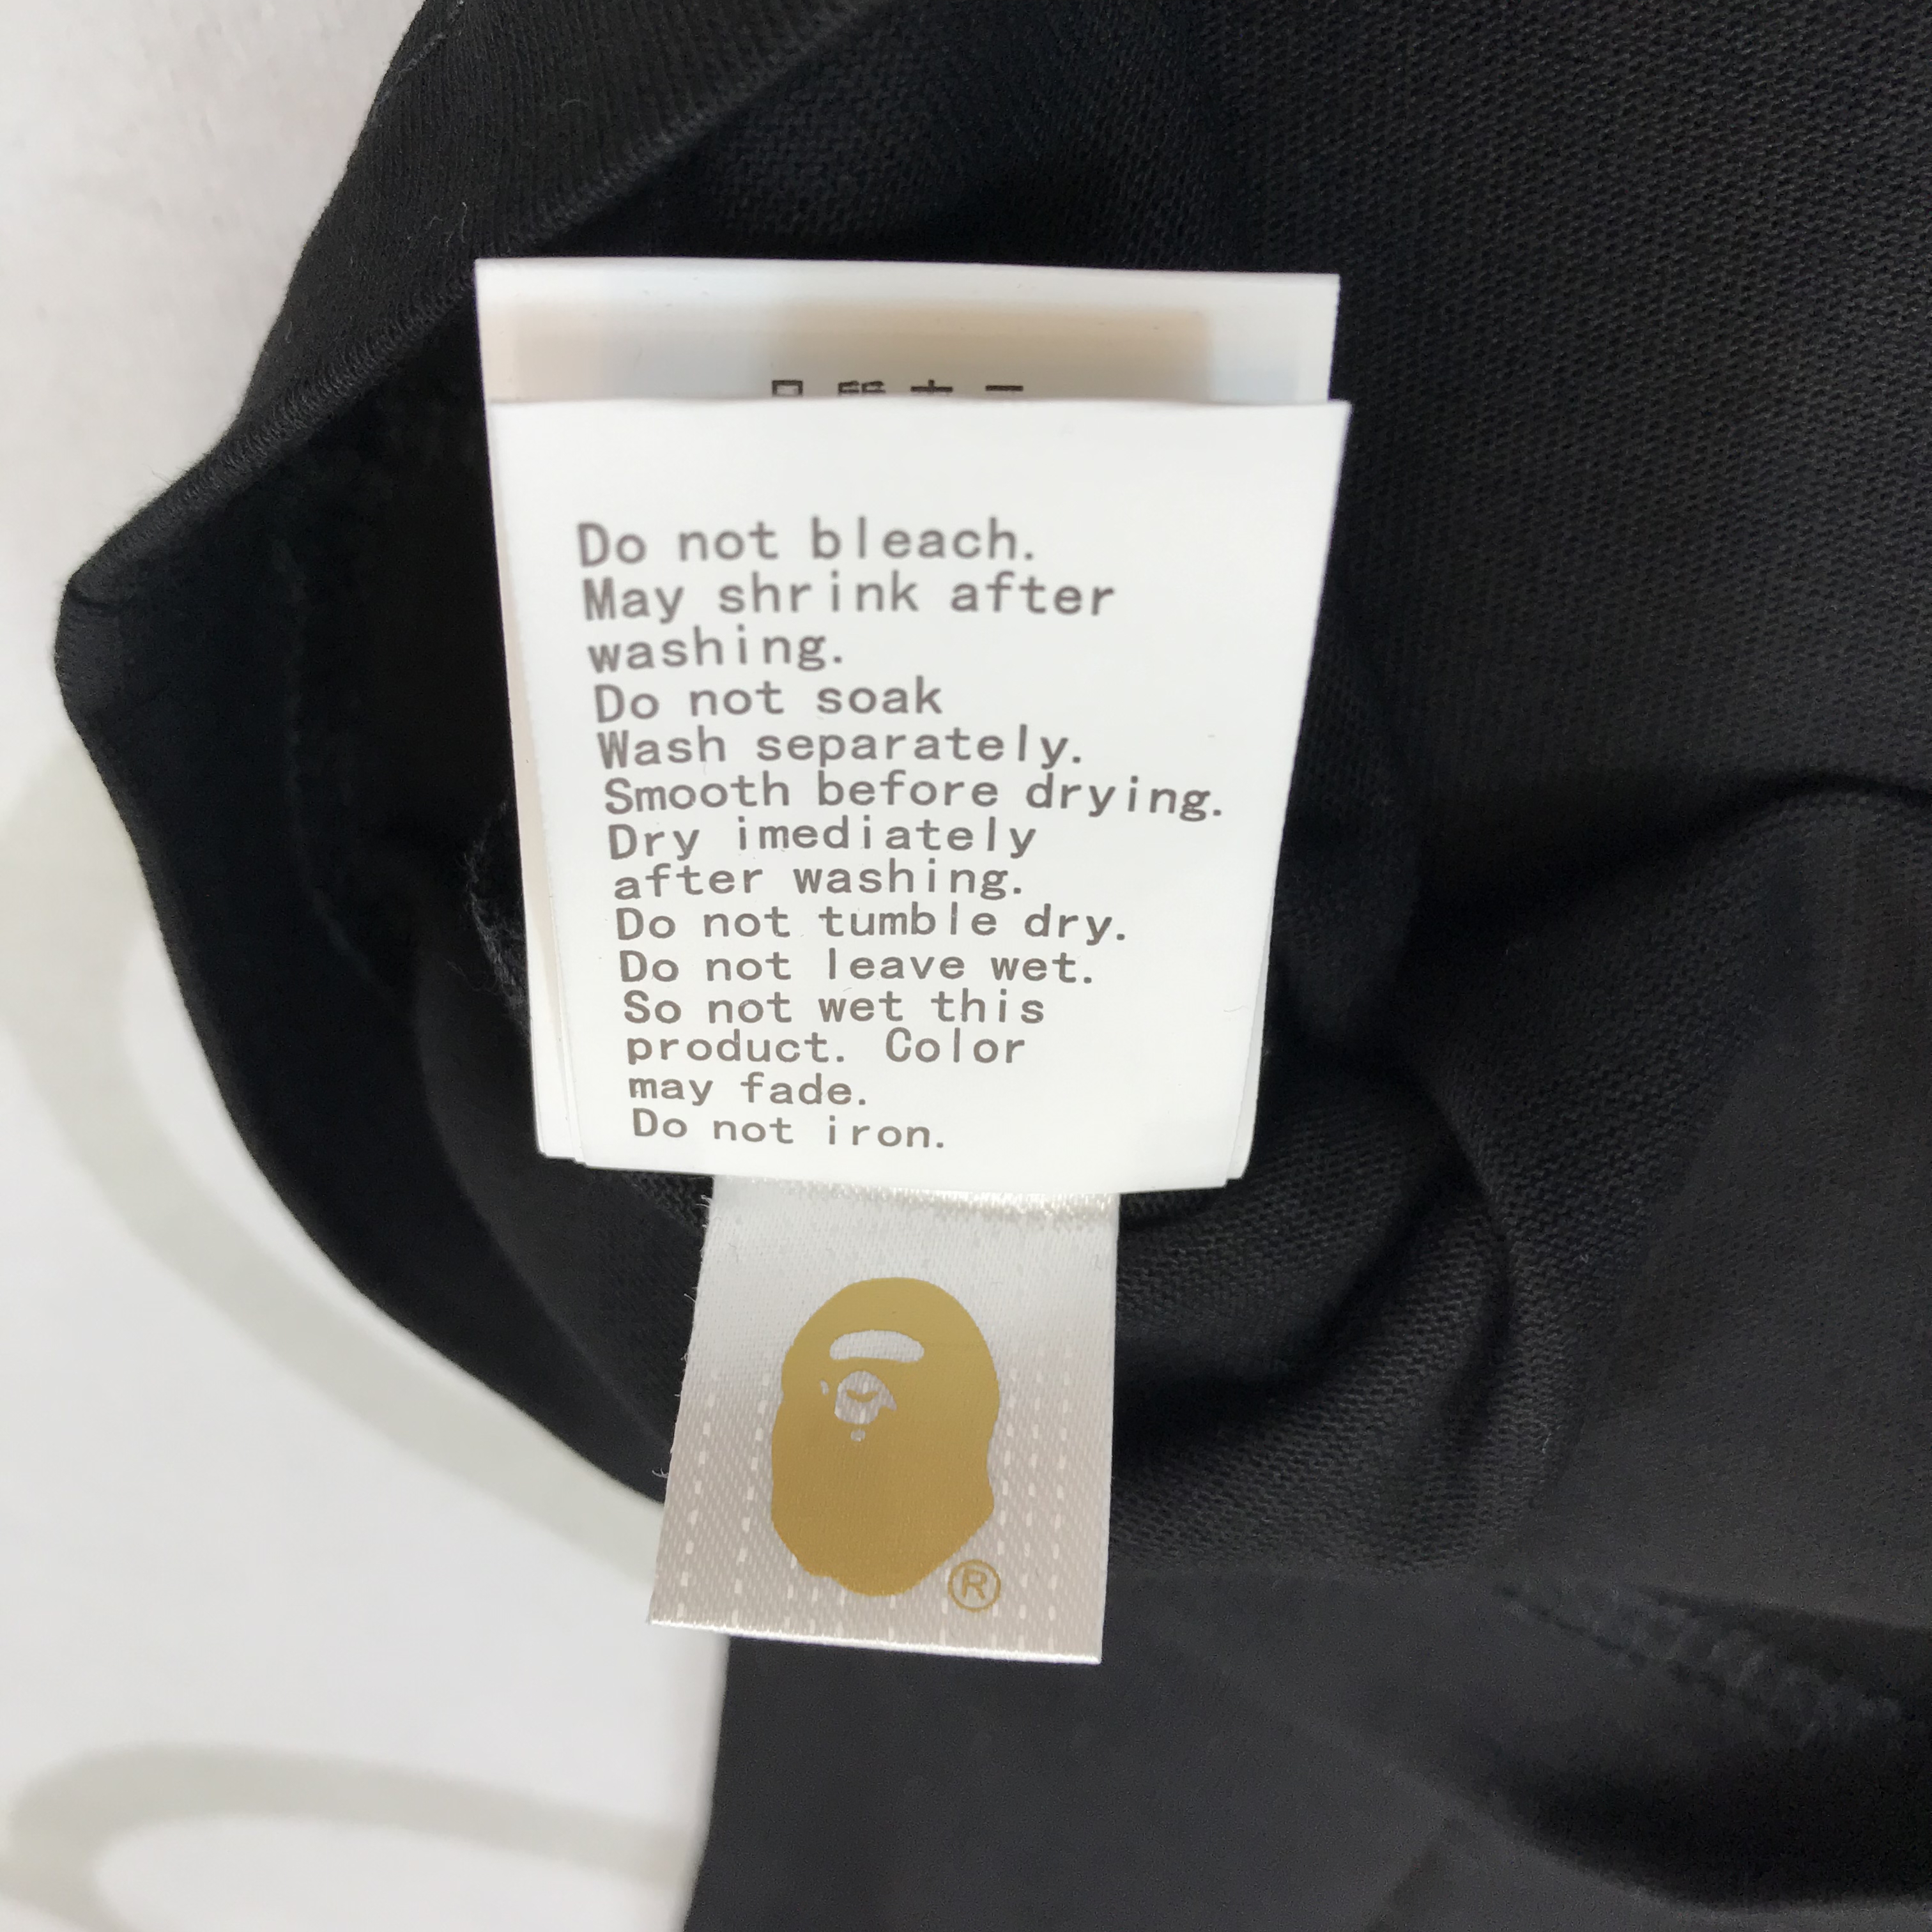 Do not bleach.
May shrink after
washing.
Do not soak
Wash separately.
Smooth before drying.
Dry imediately
after washing.
Do not tumble dry.
Do not leave wet.
So not wet this
product. Color
may fade.
Do not iron.
®